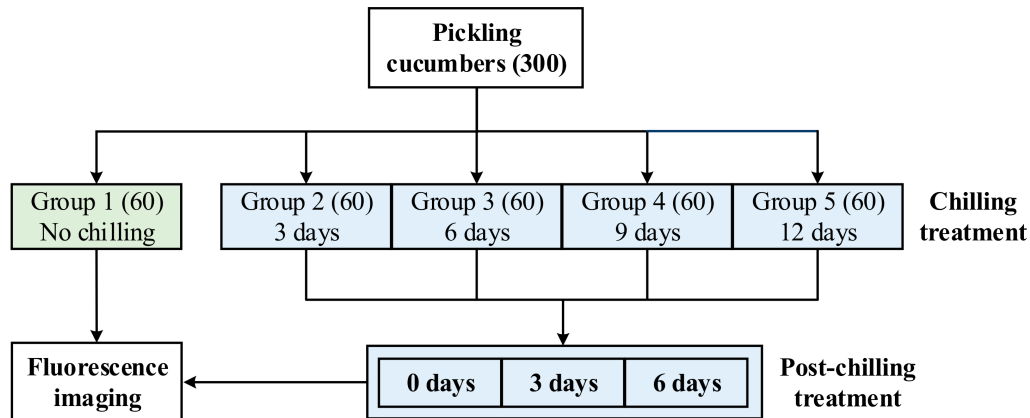 Pickling
cucumbers (300)
Group 1 (60)
No chilling
Group 2 (60)
3 days
Group 3 (60)
6 days
Group 4 (60)
9 days
Group 5 (60)
12 days
Chilling
treatment
Fluorescence
imaging
0 days
3 days
6 days
Post-chilling
treatment